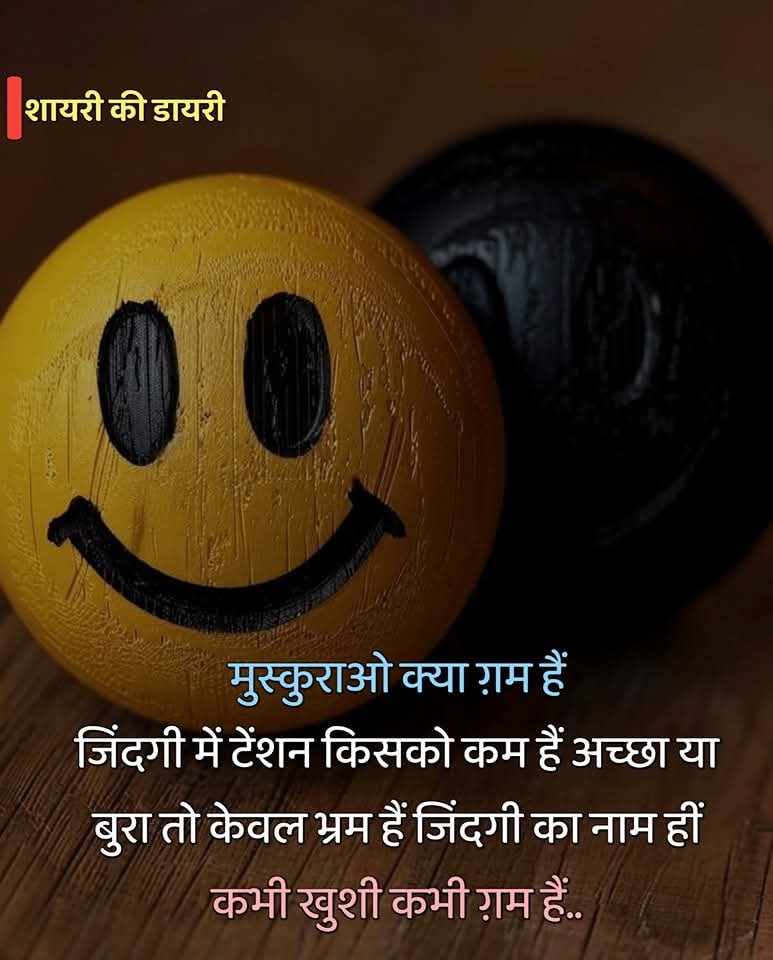 शायरी की डायरी
मुस्कुराओ क्या ग़म हैं
जिंदगी में टेंशन किसको कम हैं अच्छा या
बुरा तो केवल भ्रम हैं जिंदगी का नाम हीं
कभी खुशी कभी ग़म हैं..